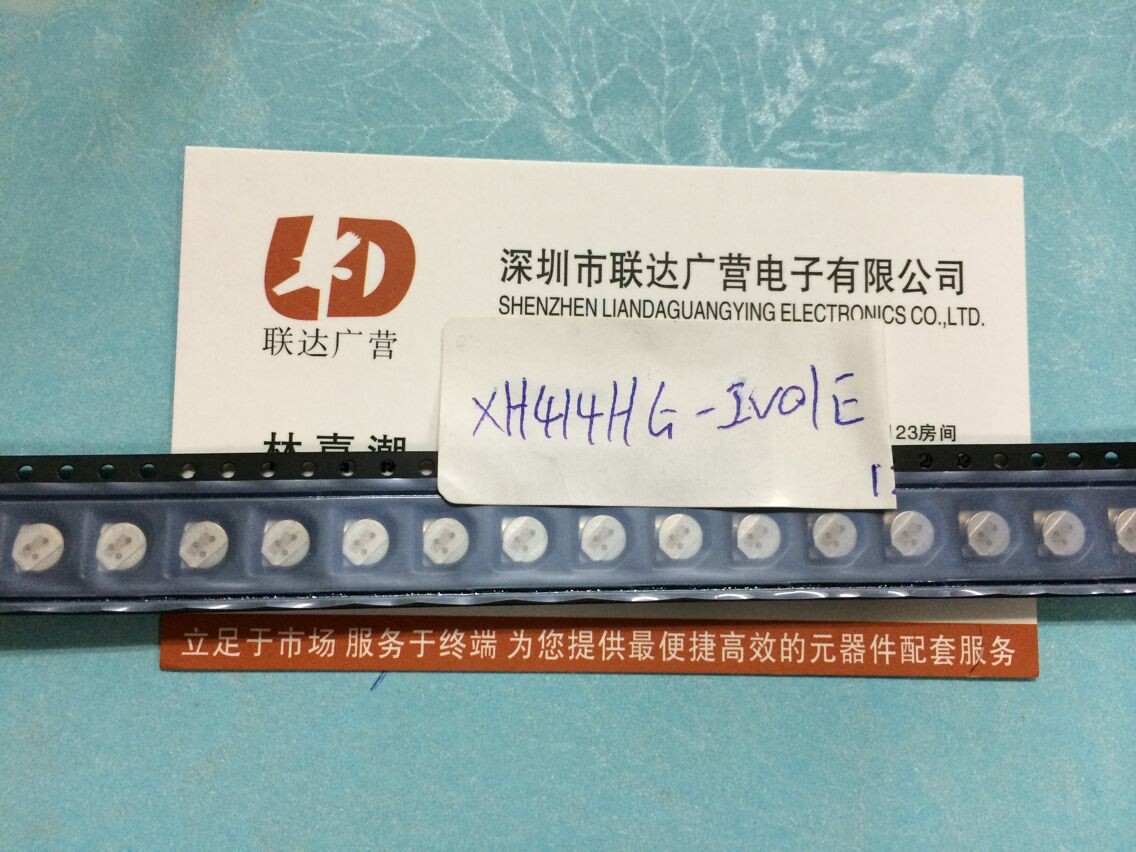 LD
联达广营
深圳市联达广营电子有限公司
SHENZHEN LIANDAGUANGYING ELECTRONICS CO.,LTD.
XH414HG-IV01E
123房间
立足于市场 服务于终端 为您提供最便捷高效的元器件配套服务